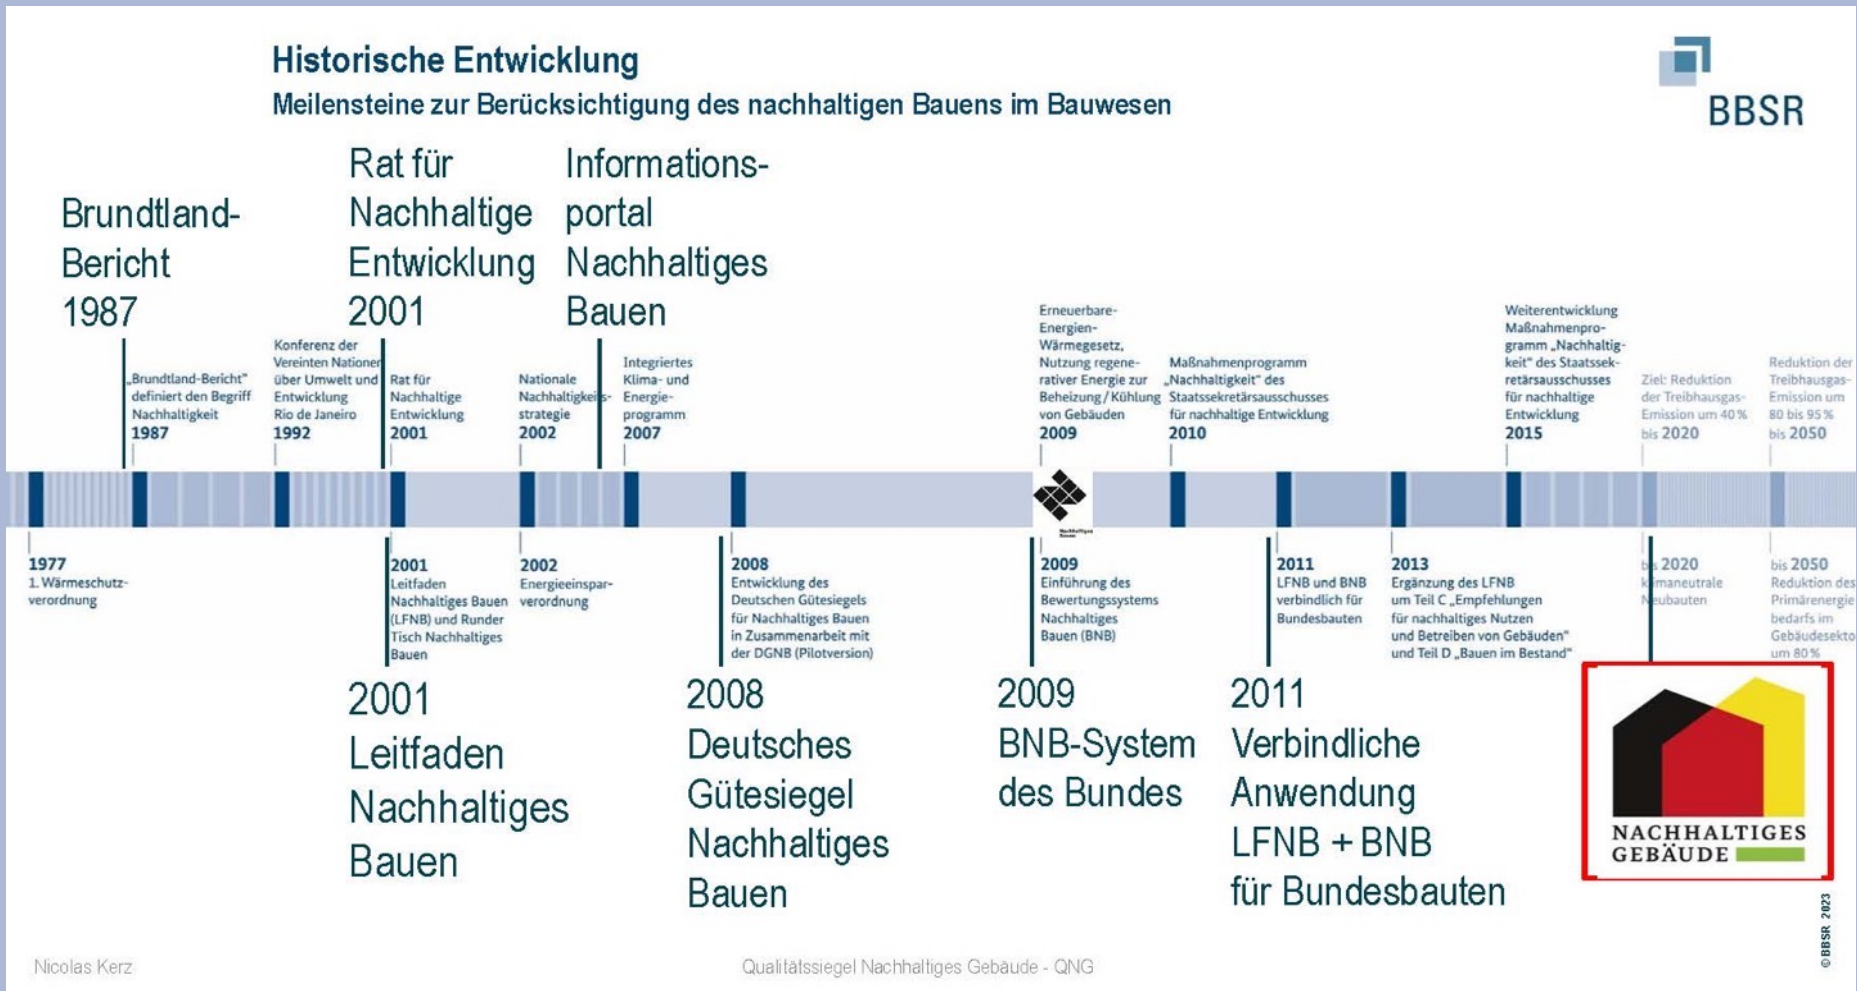 Historische Entwicklung
Meilensteine zur Berücksichtigung des nachhaltigen Bauens im Bauwesen
BBSR
Brundtland-
Bericht
1987
Rat für
Nachhaltige
Entwicklung
2001
Informations-
portal
Nachhaltiges
Bauen
„Brundtland-Bericht"
definiert den Begriff
Nachhaltigkeit
1987
Konferenz der
Vereinten Nationen
über Umwelt und
Entwicklung
Rio de Janeiro
1992
Rat für
Nachhaltige
Entwicklung
2001
Nationale
Nachhaltigkeits-
strategie
2002
Integriertes
Klima- und
Energie-
programm
2007
Erneuerbare-
Energien-
Wärmegesetz,
Nutzung regene-
rativer Energie zur
Beheizung / Kühlung
von Gebäuden
2009
Maßnahmenprogramm
„Nachhaltigkeit" des
Staatssekretärsausschusses
für nachhaltige Entwicklung
2010
Weiterentwicklung
Maßnahmenpro-
gramm „Nachhaltig-
keit" des Staatssek-
retärsausschusses
für nachhaltige
Entwicklung
2015
Ziel: Reduktion
der Treibhausgas-
Emission um 40 %
bis 2020
Reduktion der
Treibhausgas-
Emission um
80 bis 95 %
bis 2050
Nachhaltiges
Bauen
1977
1. Wärmeschutz-
verordnung
2001
Leitfaden
Nachhaltiges Bauen
(LFNB) und Runder
Tisch Nachhaltiges
Bauen
2002
Energieeinspar-
verordnung
2008
Entwicklung des
Deutschen Gütesiegels
für Nachhaltiges Bauen
in Zusammenarbeit mit
der DGNB (Pilotversion)
2009
Einführung des
Bewertungssystems
Nachhaltiges
Bauen (BNB)
2011
LFNB und BNB
verbindlich für
Bundesbauten
2013
Ergänzung des LFNB
um Teil C „Empfehlungen
für nachhaltiges Nutzen
und Betreiben von Gebäuden"
und Teil D „Bauen im Bestand"
bis 2020
klimaneutrale
Neubauten
bis 2050
Reduktion des
Primärenergie
bedarfs im
Gebäudesekto
um 80 %
2001
Leitfaden
Nachhaltiges
Bauen
2008
Deutsches
Gütesiegel
Nachhaltiges
Bauen
2009
BNB-System
des Bundes
2011
Verbindliche
Anwendung
LFNB + BNB
für Bundesbauten
NACHHALTIGES
GEBÄUDE
© BBSR 2023
Nicolas Kerz
Qualitätssiegel Nachhaltiges Gebäude - QNG